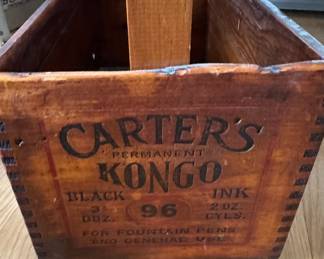 CARTER'S
PERMANENT
KONGO
BLACK INK
3 DOZ. 96 2 OZ. CYLS.
FOR FOUNTAIN PENS
AND GENERAL USE